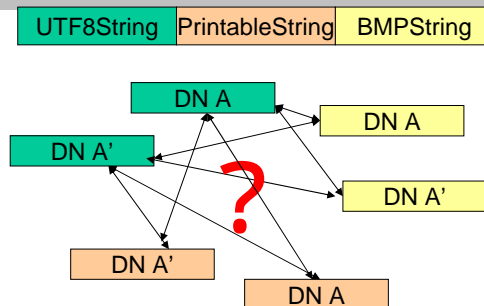 UTF8String PrintableString BMPString
DN A
DN A
DN A'
DN A'
?
DN A'
DN A